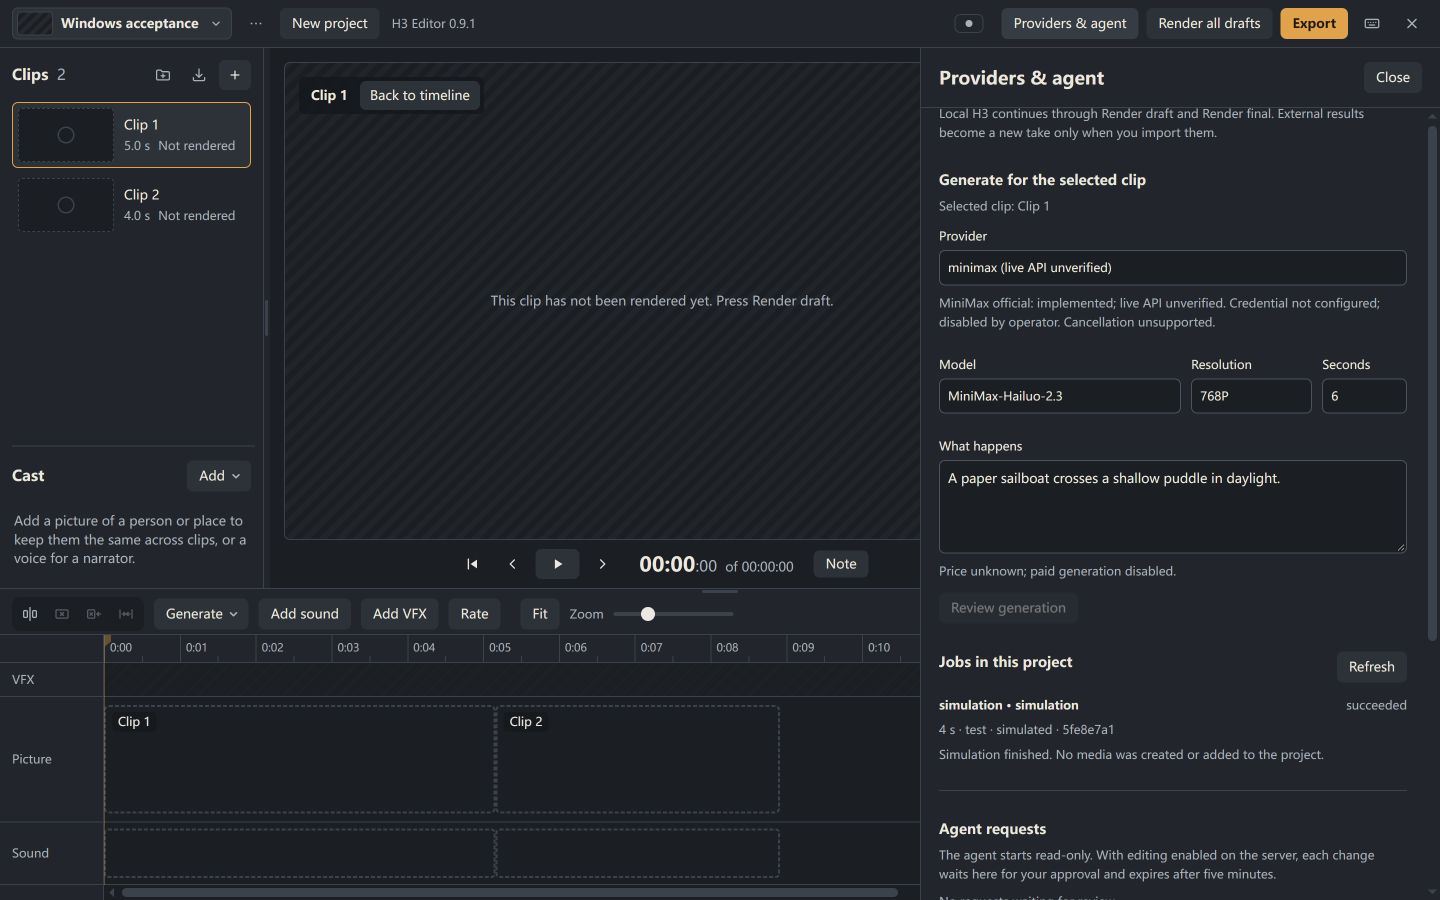 Windows acceptance
New project
H3 Editor 0.9.1
Providers & agent
Render all drafts
Export
Clips 2
Clip 1
5.0 s Not rendered
Clip 2
4.0 s Not rendered
Cast
Add
Add a picture of a person or place to
keep them the same across clips, or a
voice for a narrator.
Clip 1
Back to timeline
This clip has not been rendered yet. Press Render draft.
00:00:00 of 00:00:00
Note
Generate
Add sound
Add VFX
Rate
Fit
Zoom
0:00 0:01 0:02 0:03 0:04 0:05 0:06 0:07 0:08 0:09 0:10
VFX
Picture
Clip 1
Clip 2
Sound
Providers & agent
Close
Local H3 continues through Render draft and Render final. External results
become a new take only when you import them.
Generate for the selected clip
Selected clip: Clip 1
Provider
minimax (live API unverified)
MiniMax official: implemented; live API unverified. Credential not configured;
disabled by operator. Cancellation unsupported.
Model Resolution Seconds
MiniMax-Hailuo-2.3 768P 6
What happens
A paper sailboat crosses a shallow puddle in daylight.
Price unknown; paid generation disabled.
Review generation
Jobs in this project
Refresh
simulation • simulation succeeded
4 s · test · simulated · 5fe8e7a1
Simulation finished. No media was created or added to the project.
Agent requests
The agent starts read-only. With editing enabled on the server, each change
waits here for your approval and expires after five minutes.